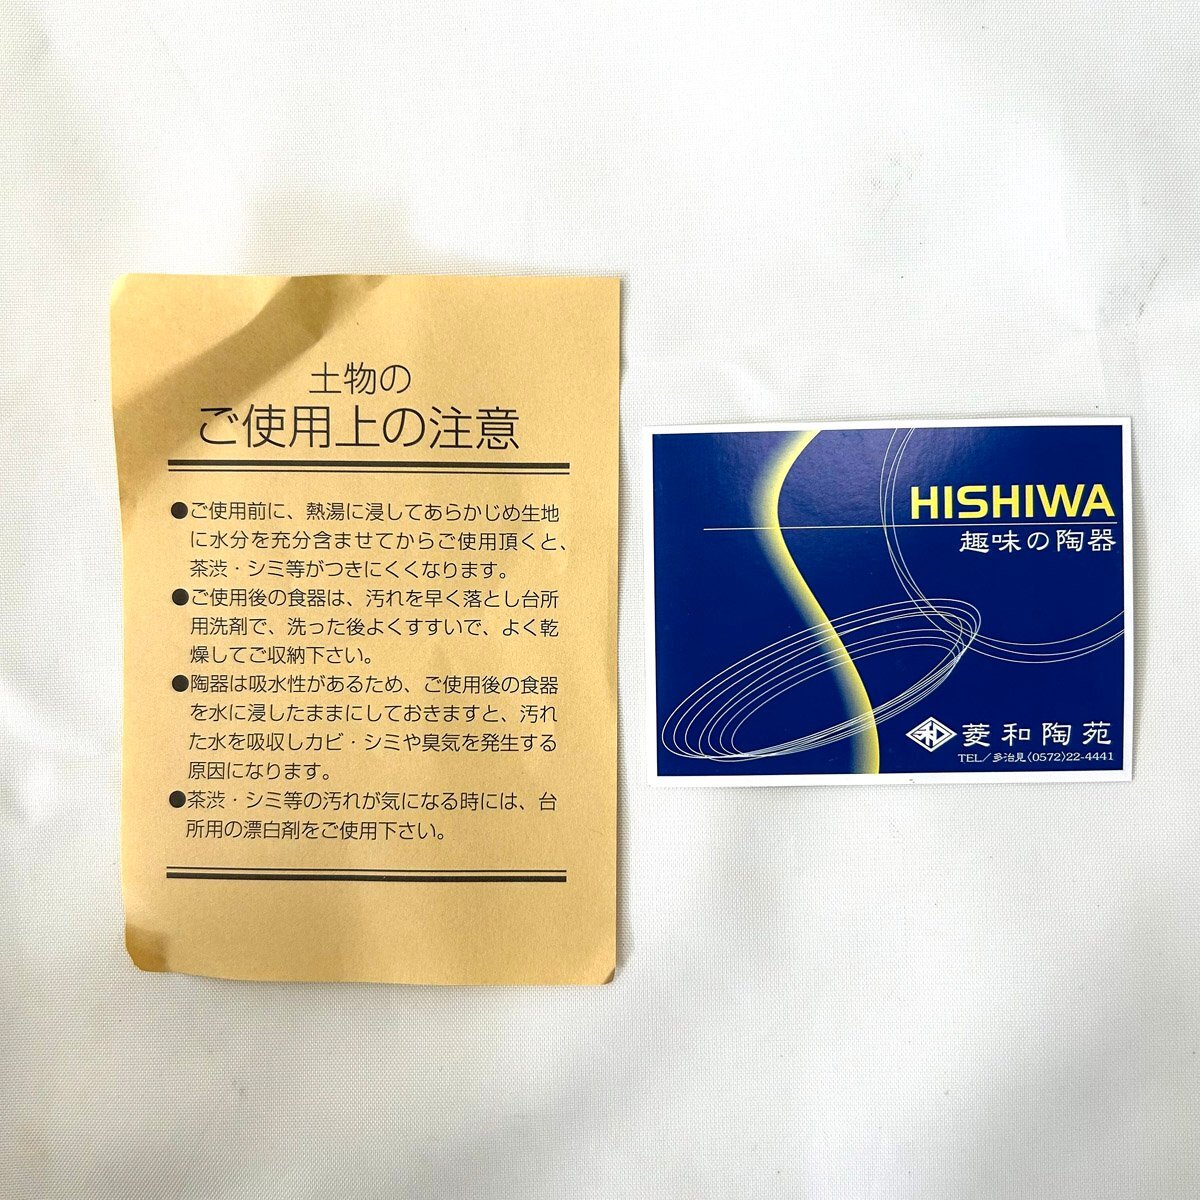 土物の
ご使用上の注意
●ご使用前に、熱湯に浸してあらかじめ生地
に水分を充分含ませてからご使用頂くと、
茶渋・シミ等がつきにくくなります。
●ご使用後の食器は、汚れを早く落とし台所
用洗剤で、洗った後よくすすいで、よく乾
燥してご収納下さい。
●陶器は吸水性があるため、ご使用後の食器
を水に浸したままにしておきますと、汚れ
た水を吸収しカビ・シミや臭気を発生する
原因になります。
●茶渋・シミ等の汚れが気になる時には、台
所用の漂白剤をご使用下さい。
HISHIWA
趣味の陶器
和 菱和陶苑
TEL／多治見〈0572〉22-4441